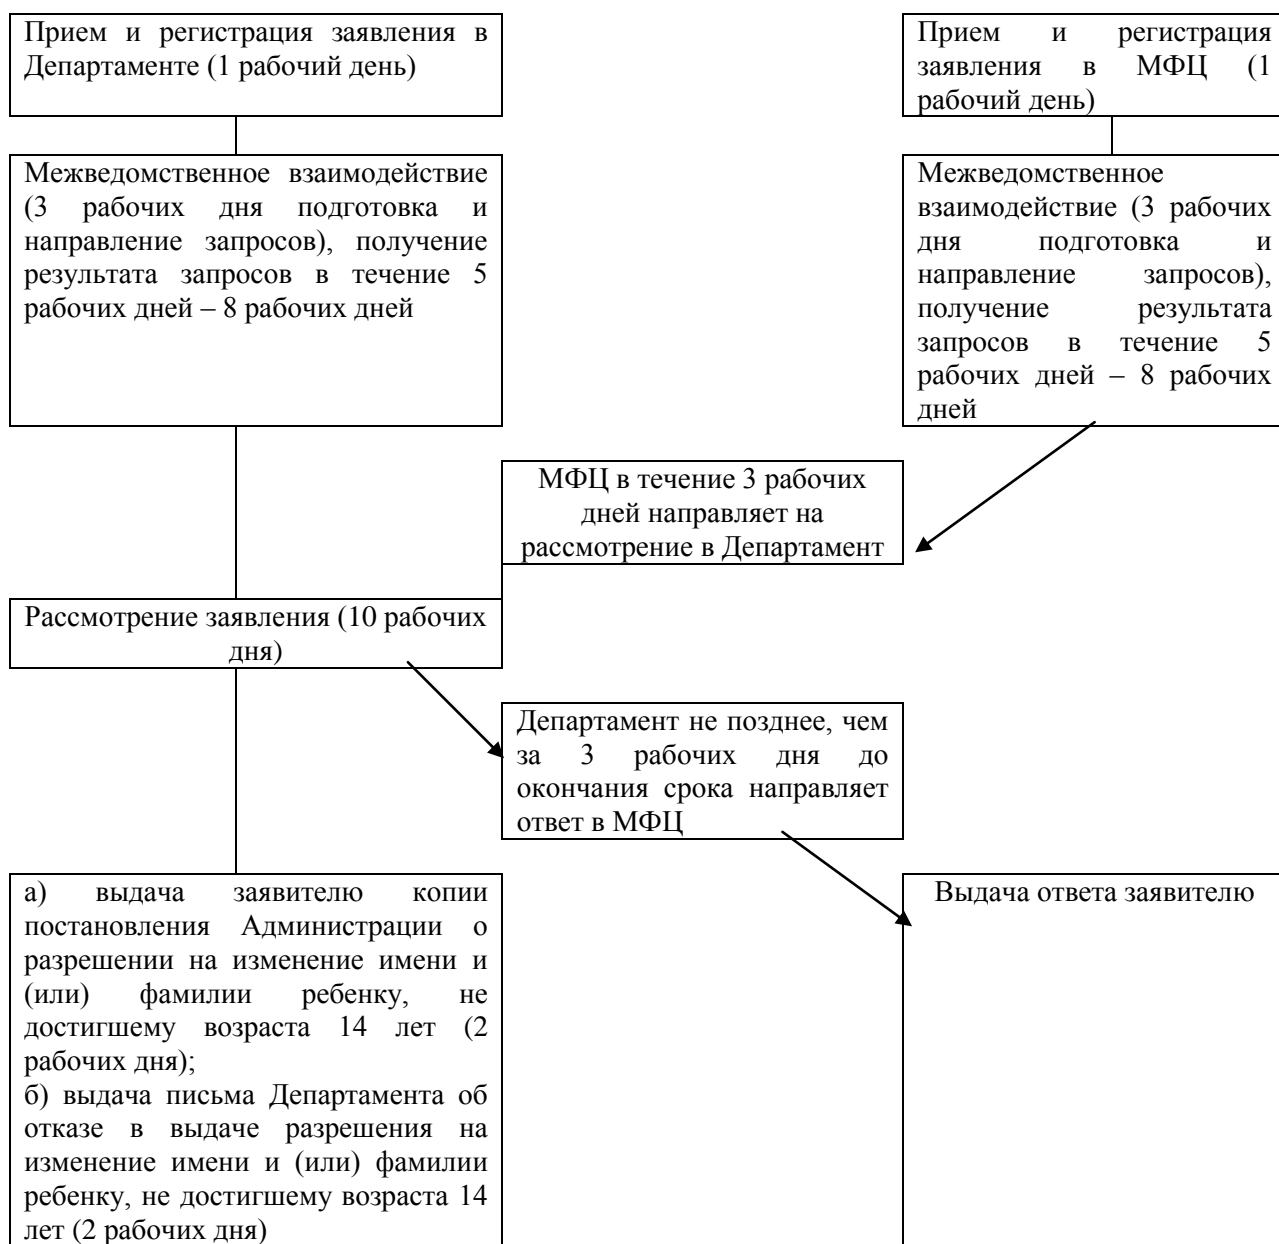 Прием и регистрация заявления в
Департаменте (1 рабочий день)
Прием и регистрация
заявления в МФЦ (1
рабочий день)
Межведомственное взаимодействие
(3 рабочих дня подготовка и
направление запросов), получение
результата запросов в течение 5
рабочих дней – 8 рабочих дней
Межведомственное
взаимодействие (3 рабочих
дня подготовка и
направление запросов),
получение результата
запросов в течение 5
рабочих дней – 8 рабочих
дней
МФЦ в течение 3 рабочих
дней направляет на
рассмотрение в Департамент
Рассмотрение заявления (10 рабочих
дня)
Департамент не позднее, чем
за 3 рабочих дня до
окончания срока направляет
ответ в МФЦ
а) выдача заявителю копии
постановления Администрации о
разрешении на изменение имени и
(или) фамилии ребенку, не
достигшему возраста 14 лет (2
рабочих дня);
б) выдача письма Департамента об
отказе в выдаче разрешения на
изменение имени и (или) фамилии
ребенку, не достигшему возраста 14
лет (2 рабочих дня)
Выдача ответа заявителю